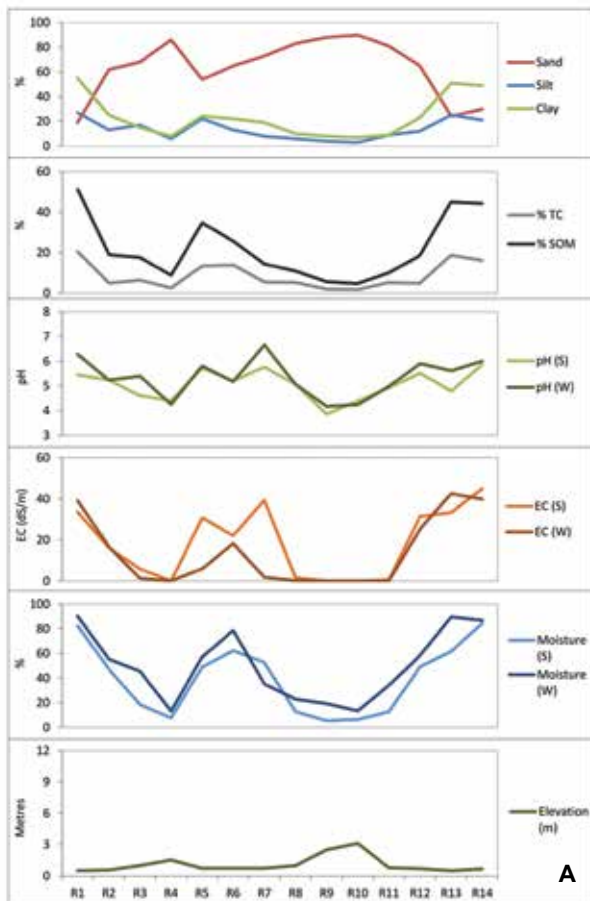 100
80
60
40
20
0
%
Sand
Silt
Clay
60
40
20
0
%
% TC
% SOM
8
7
6
5
4
3
pH
pH (S)
pH (W)
60
40
20
0
EC (dS/m)
EC (S)
EC (W)
100
80
60
40
20
0
%
Moisture
(S)
Moisture
(W)
12
9
6
3
0
Metres
Elevation
(m)
R1 R2 R3 R4 R5 R6 R7 R8 R9 R10 R11 R12 R13 R14
A